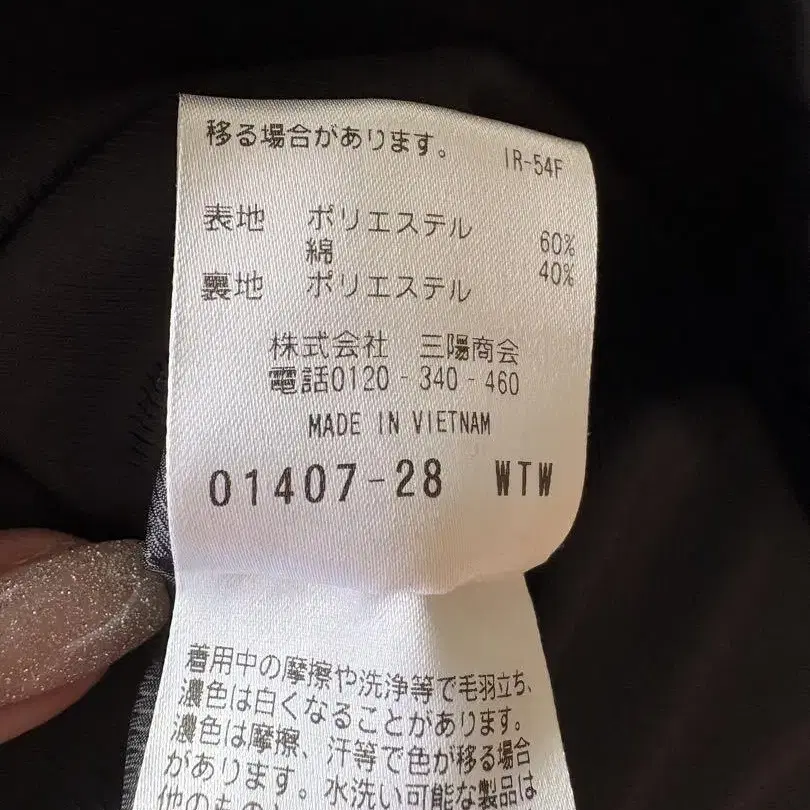 移る場合があります。 IR-54F
表地 ポリエステル 60%
綿 40%
裏地 ポリエステル
株式会社 三陽商会
電話0120-340-460
MADE IN VIETNAM
01407-28 WTW
着用中の摩擦や洗浄等で毛羽立ち、
濃色は白くなることがあります。
濃色は摩擦、汗等で色が移る場合
があります。水洗い可能な製品は
他のもの